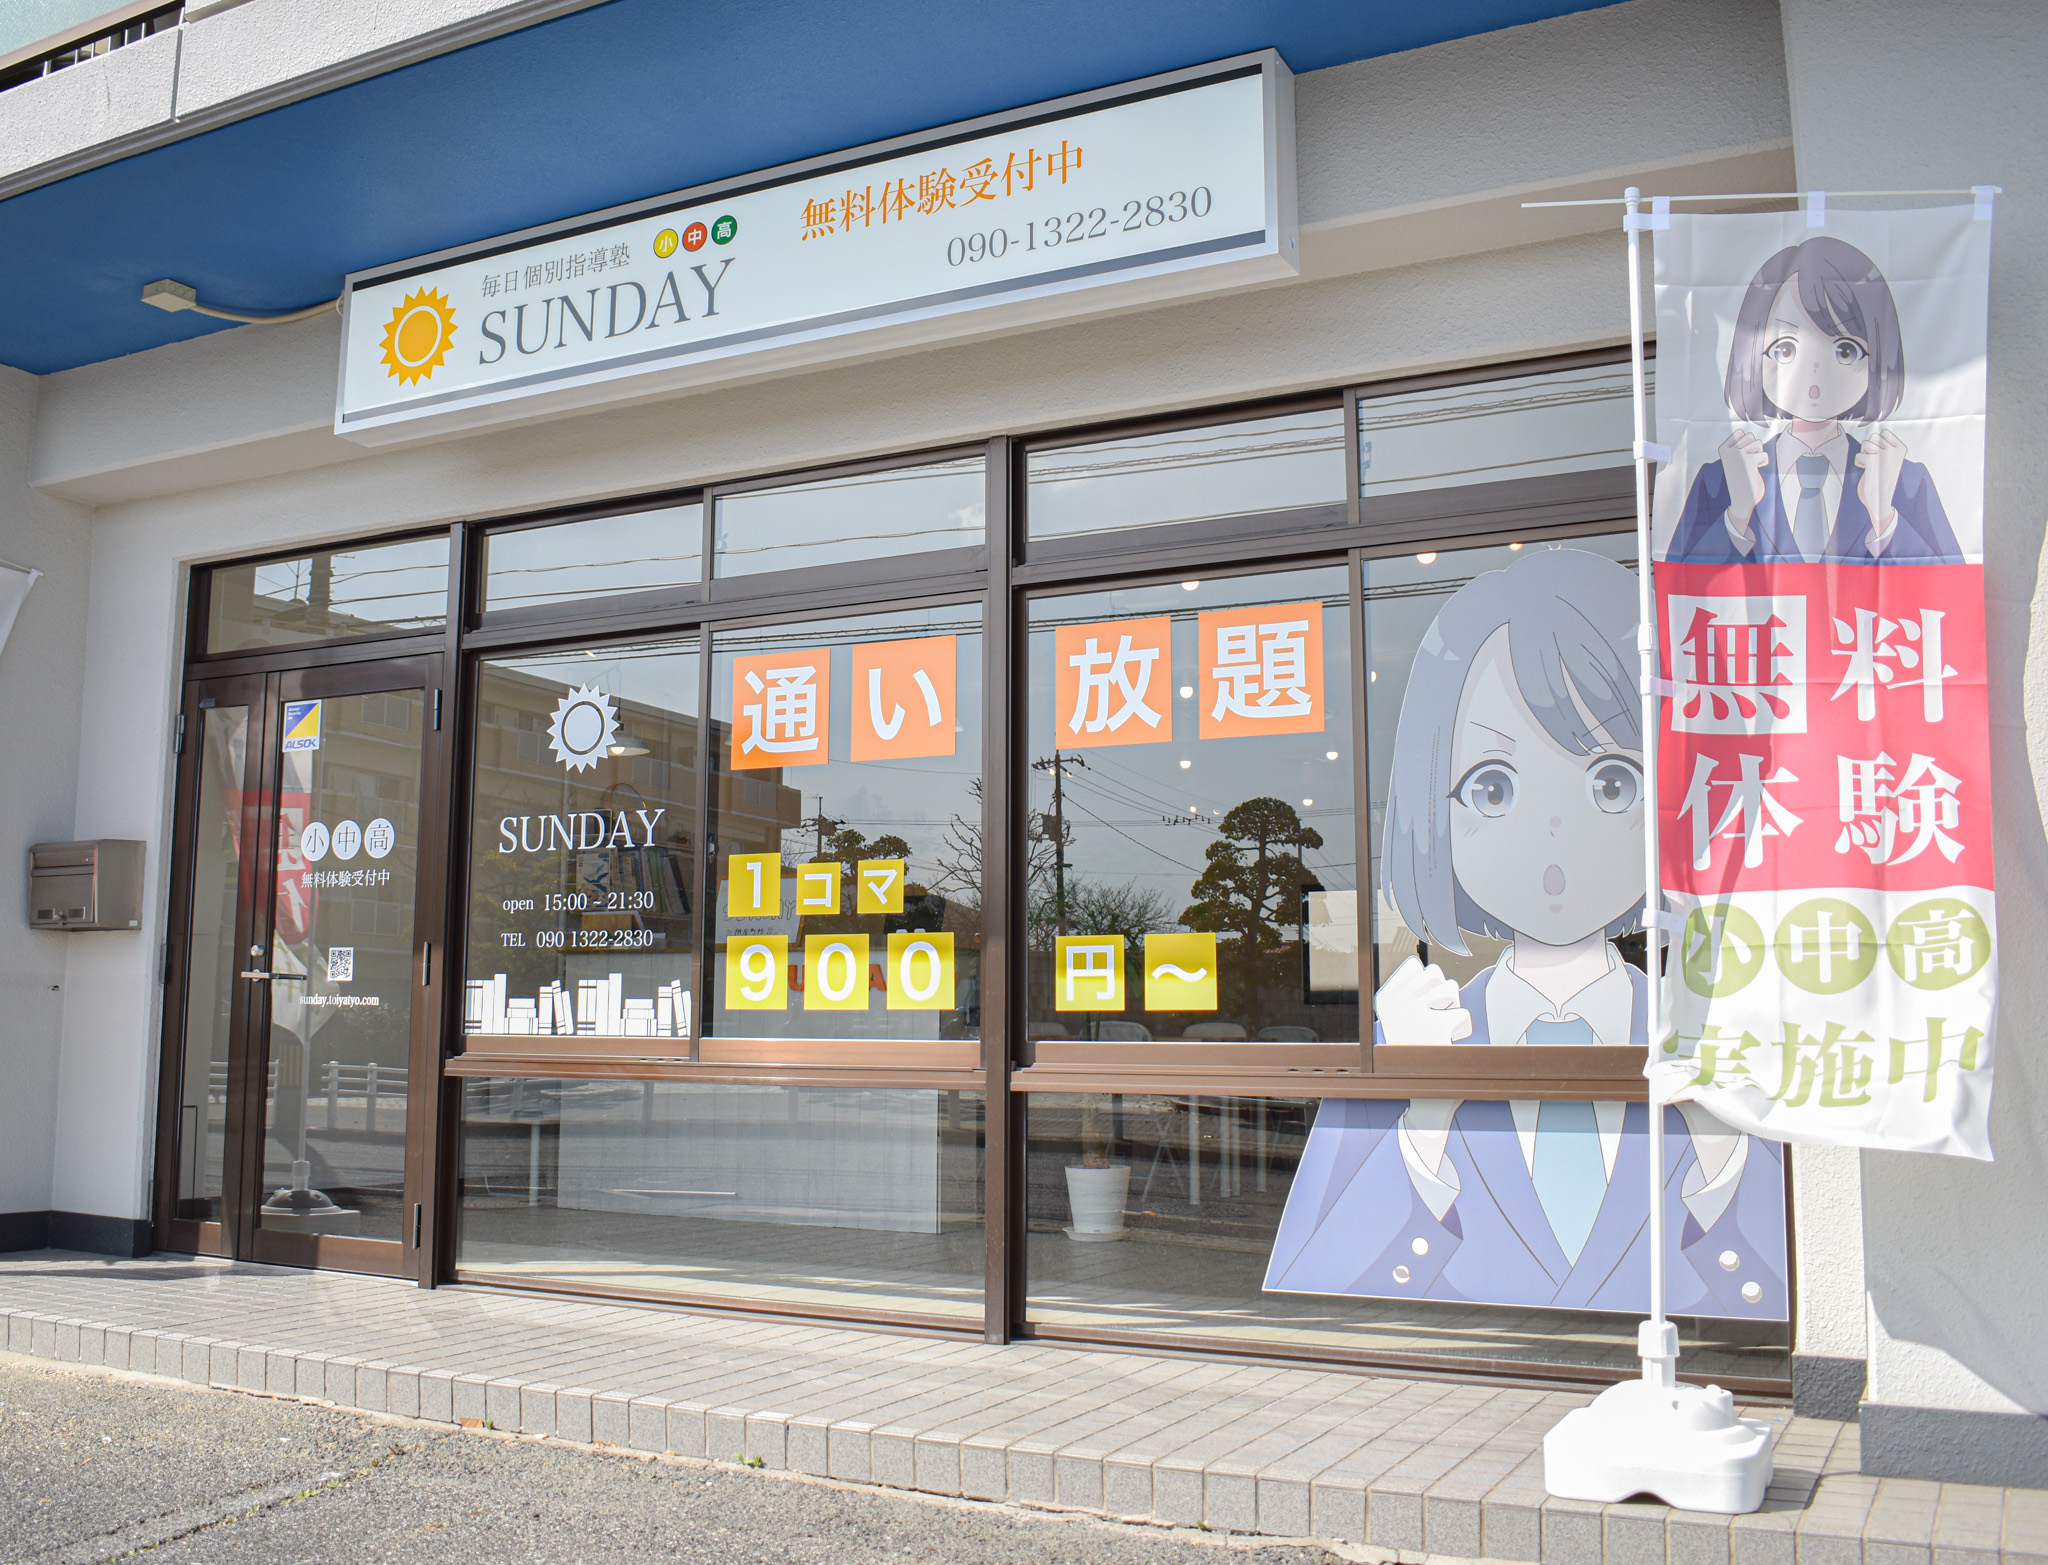 毎日個別指導塾
小中高
SUNDAY
無料体験受付中
090-1322-2830
ALSOK
小中高
無料体験受付中
sunday.toiyatyo.com
SUNDAY
open 15:00 ~ 21:30
TEL 090 1322-2830
通い放題
1コマ
900円～
無料
体験
小中高
実施中